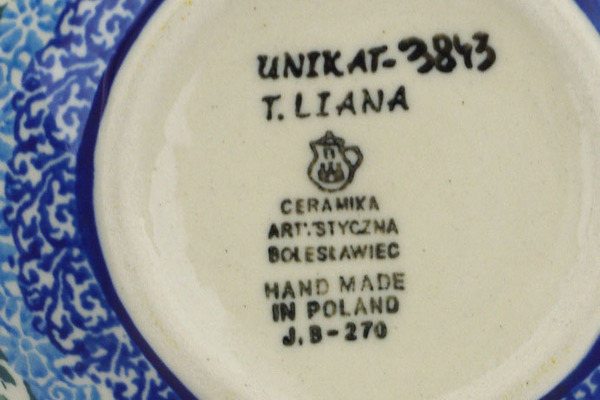 UNIKAT-3843
T. LIANA
CERAMIKA
ARTYSTYCZNA
BOLESŁAWIEC
HAND MADE
IN POLAND
J.B-270